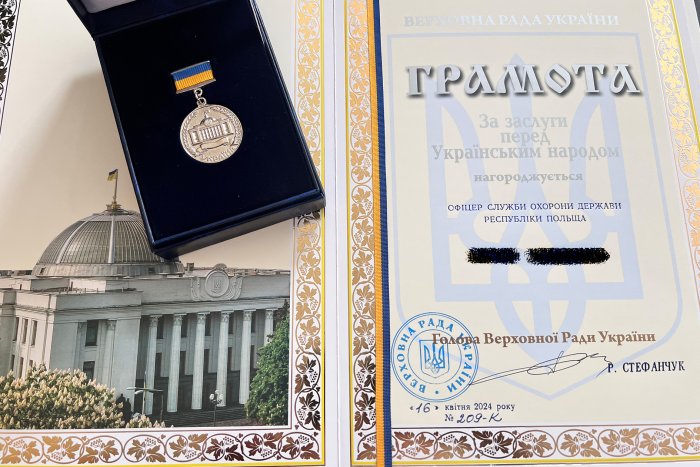 ВЕРХОВНА РАДА УКРАЇНИ
ГРАМОТА
За заслуги
перед
Українським народом
нагороджується
ОФІЦЕР СЛУЖБИ ОХОРОНИ ДЕРЖАВИ
РЕСПУБЛІКИ ПОЛЬЩА
Голова Верховної Ради України
Р. СТЕФАНЧУК
ВЕРХОВНА РАДА УКРАЇНИ
«16» квітня 2024 року
№ 209-К